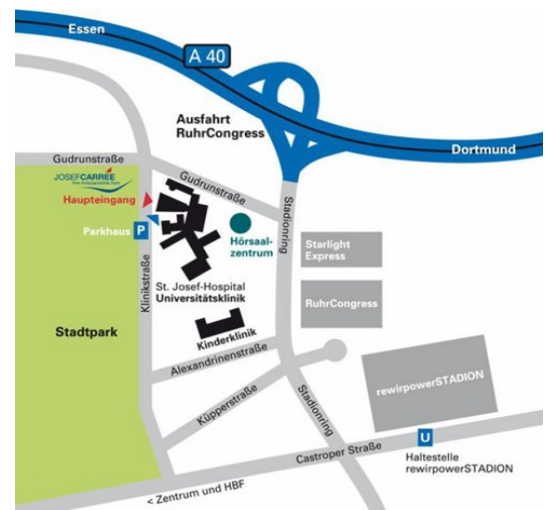 Essen
A 40
Ausfahrt
RuhrCongress
Dortmund
Gudrunstraße
JOSEFCARRÉE
Haupteingang
Gudrunstraße
Stadionring
Parkhaus
P
Hörsaal-
zentrum
Starlight
Express
Klinikstraße
St. Josef-Hospital
Universitätsklinik
RuhrCongress
Stadtpark
Kinderklinik
Alexandrinenstraße
rewirpowerSTADION
Küpperstraße
Stadionring
Castroper Straße
U
Haltestelle
rewirpowerSTADION
< Zentrum und HBF